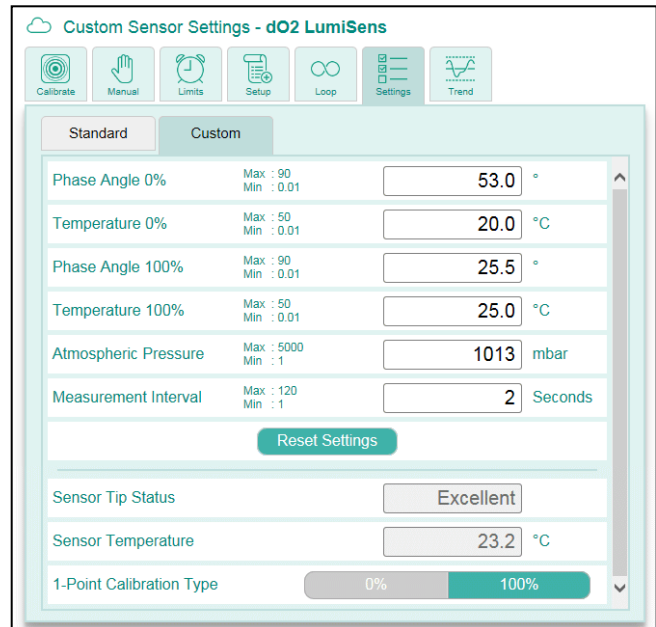 Custom Sensor Settings - dO2 LumiSens
Calibrate Manual Limits Setup Loop Settings Trend
Standard Custom
Phase Angle 0% Max : 90 Min : 0.01 53.0 °
Temperature 0% Max : 50 Min : 0.01 20.0 °C
Phase Angle 100% Max : 90 Min : 0.01 25.5 °
Temperature 100% Max : 50 Min : 0.01 25.0 °C
Atmospheric Pressure Max : 5000 Min : 1 1013 mbar
Measurement Interval Max : 120 Min : 1 2 Seconds
Reset Settings
Sensor Tip Status Excellent
Sensor Temperature 23.2 °C
1-Point Calibration Type 0% 100%